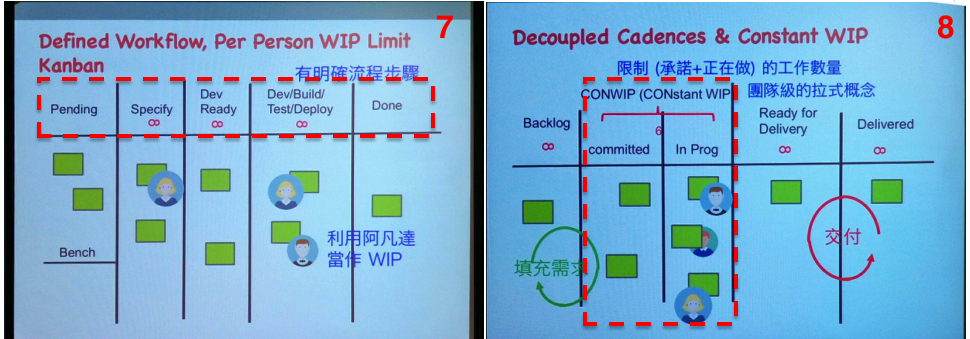 Defined Workflow, Per Person WIP Limit
Kanban
7
有明確流程步驟
Pending
Specify
∞
Dev
Ready
∞
Dev/Build/
Test/Deploy
∞
Done
Bench
利用阿凡達
當作 WIP
Decoupled Cadences & Constant WIP
8
限制 (承諾+正在做) 的工作數量
團隊級的拉式概念
CONWIP (CONstant WIP
6
Backlog
∞
committed
In Prog
Ready for
Delivery
∞
Delivered
∞
填充需求
交付